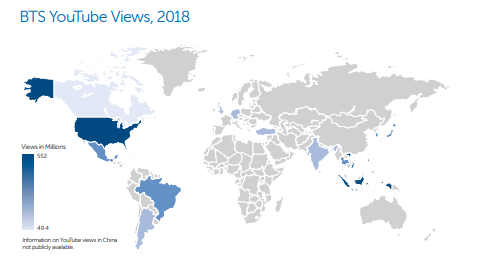 BTS YouTube Views, 2018
Views in Millions
552
49.4
Information on YouTube views in China
not publicly available.